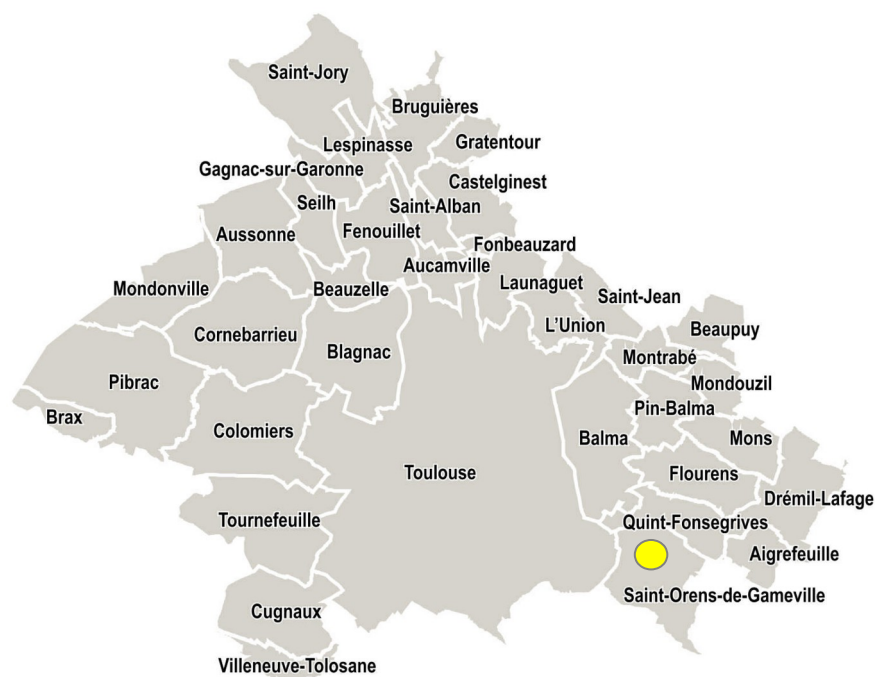 Saint-Jory
Bruguières
Gratentour
Lespinasse
Gagnac-sur-Garonne
Castelginest
Seilh
Saint-Alban
Aussonne
Fenouillet
Fonbeauzard
Aucamville
Mondonville
Beauzelle
Launaguet
Saint-Jean
Cornebarrieu
L'Union
Beaupuy
Blagnac
Montrabé
Pibrac
Mondouzil
Pin-Balma
Brax
Colomiers
Balma
Mons
Toulouse
Flourens
Drémil-Lafage
Tournefeuille
Quint-Fonsegrives
Aigrefeuille
Saint-Orens-de-Gameville
Cugnaux
Villeneuve-Tolosane